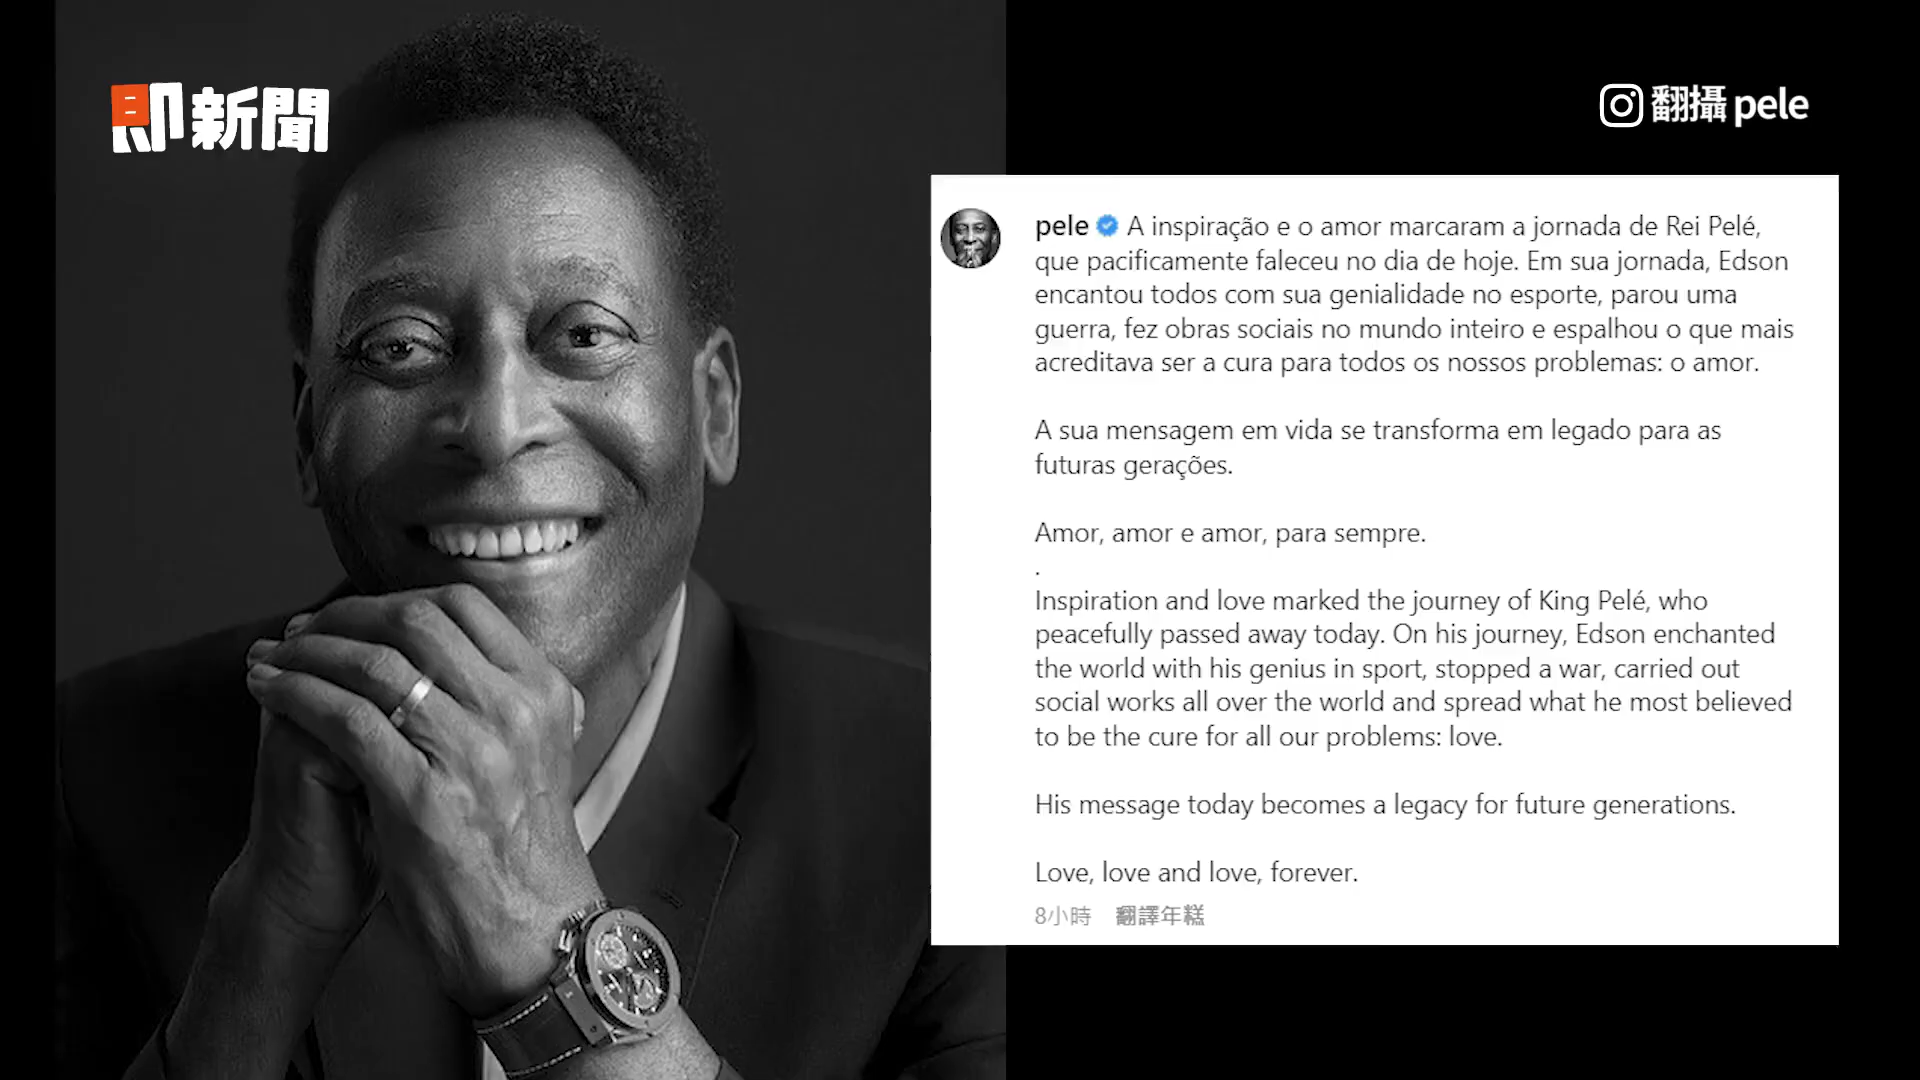 即新聞
翻攝 pele
pele A inspiração e o amor marcaram a jornada de Rei Pelé,
que pacificamente faleceu no dia de hoje. Em sua jornada, Edson
encantou todos com sua genialidade no esporte, parou uma
guerra, fez obras sociais no mundo inteiro e espalhou o que mais
acreditava ser a cura para todos os nossos problemas: o amor.
A sua mensagem em vida se transforma em legado para as
futuras gerações.
Amor, amor e amor, para sempre.
.
Inspiration and love marked the journey of King Pelé, who
peacefully passed away today. On his journey, Edson enchanted
the world with his genius in sport, stopped a war, carried out
social works all over the world and spread what he most believed
to be the cure for all our problems: love.
His message today becomes a legacy for future generations.
Love, love and love, forever.
8小時 翻譯年糕